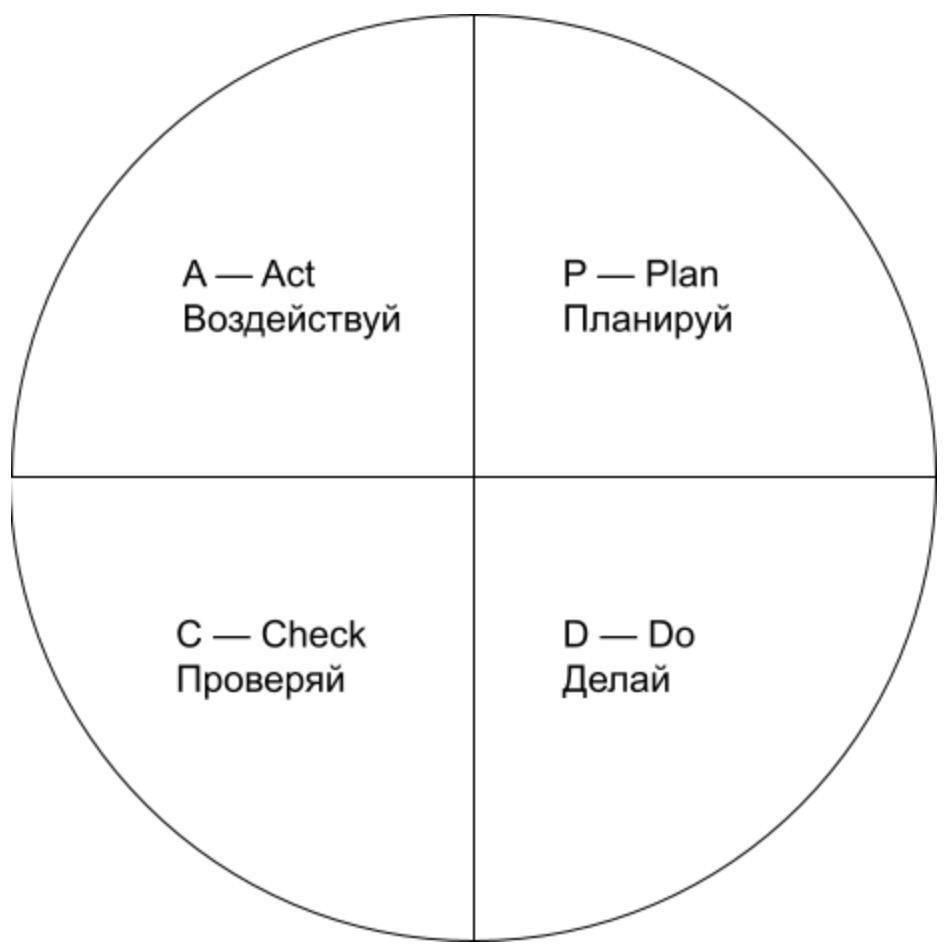 A — Act
Воздействуй
P — Plan
Планируй
C — Check
Проверяй
D — Do
Делай